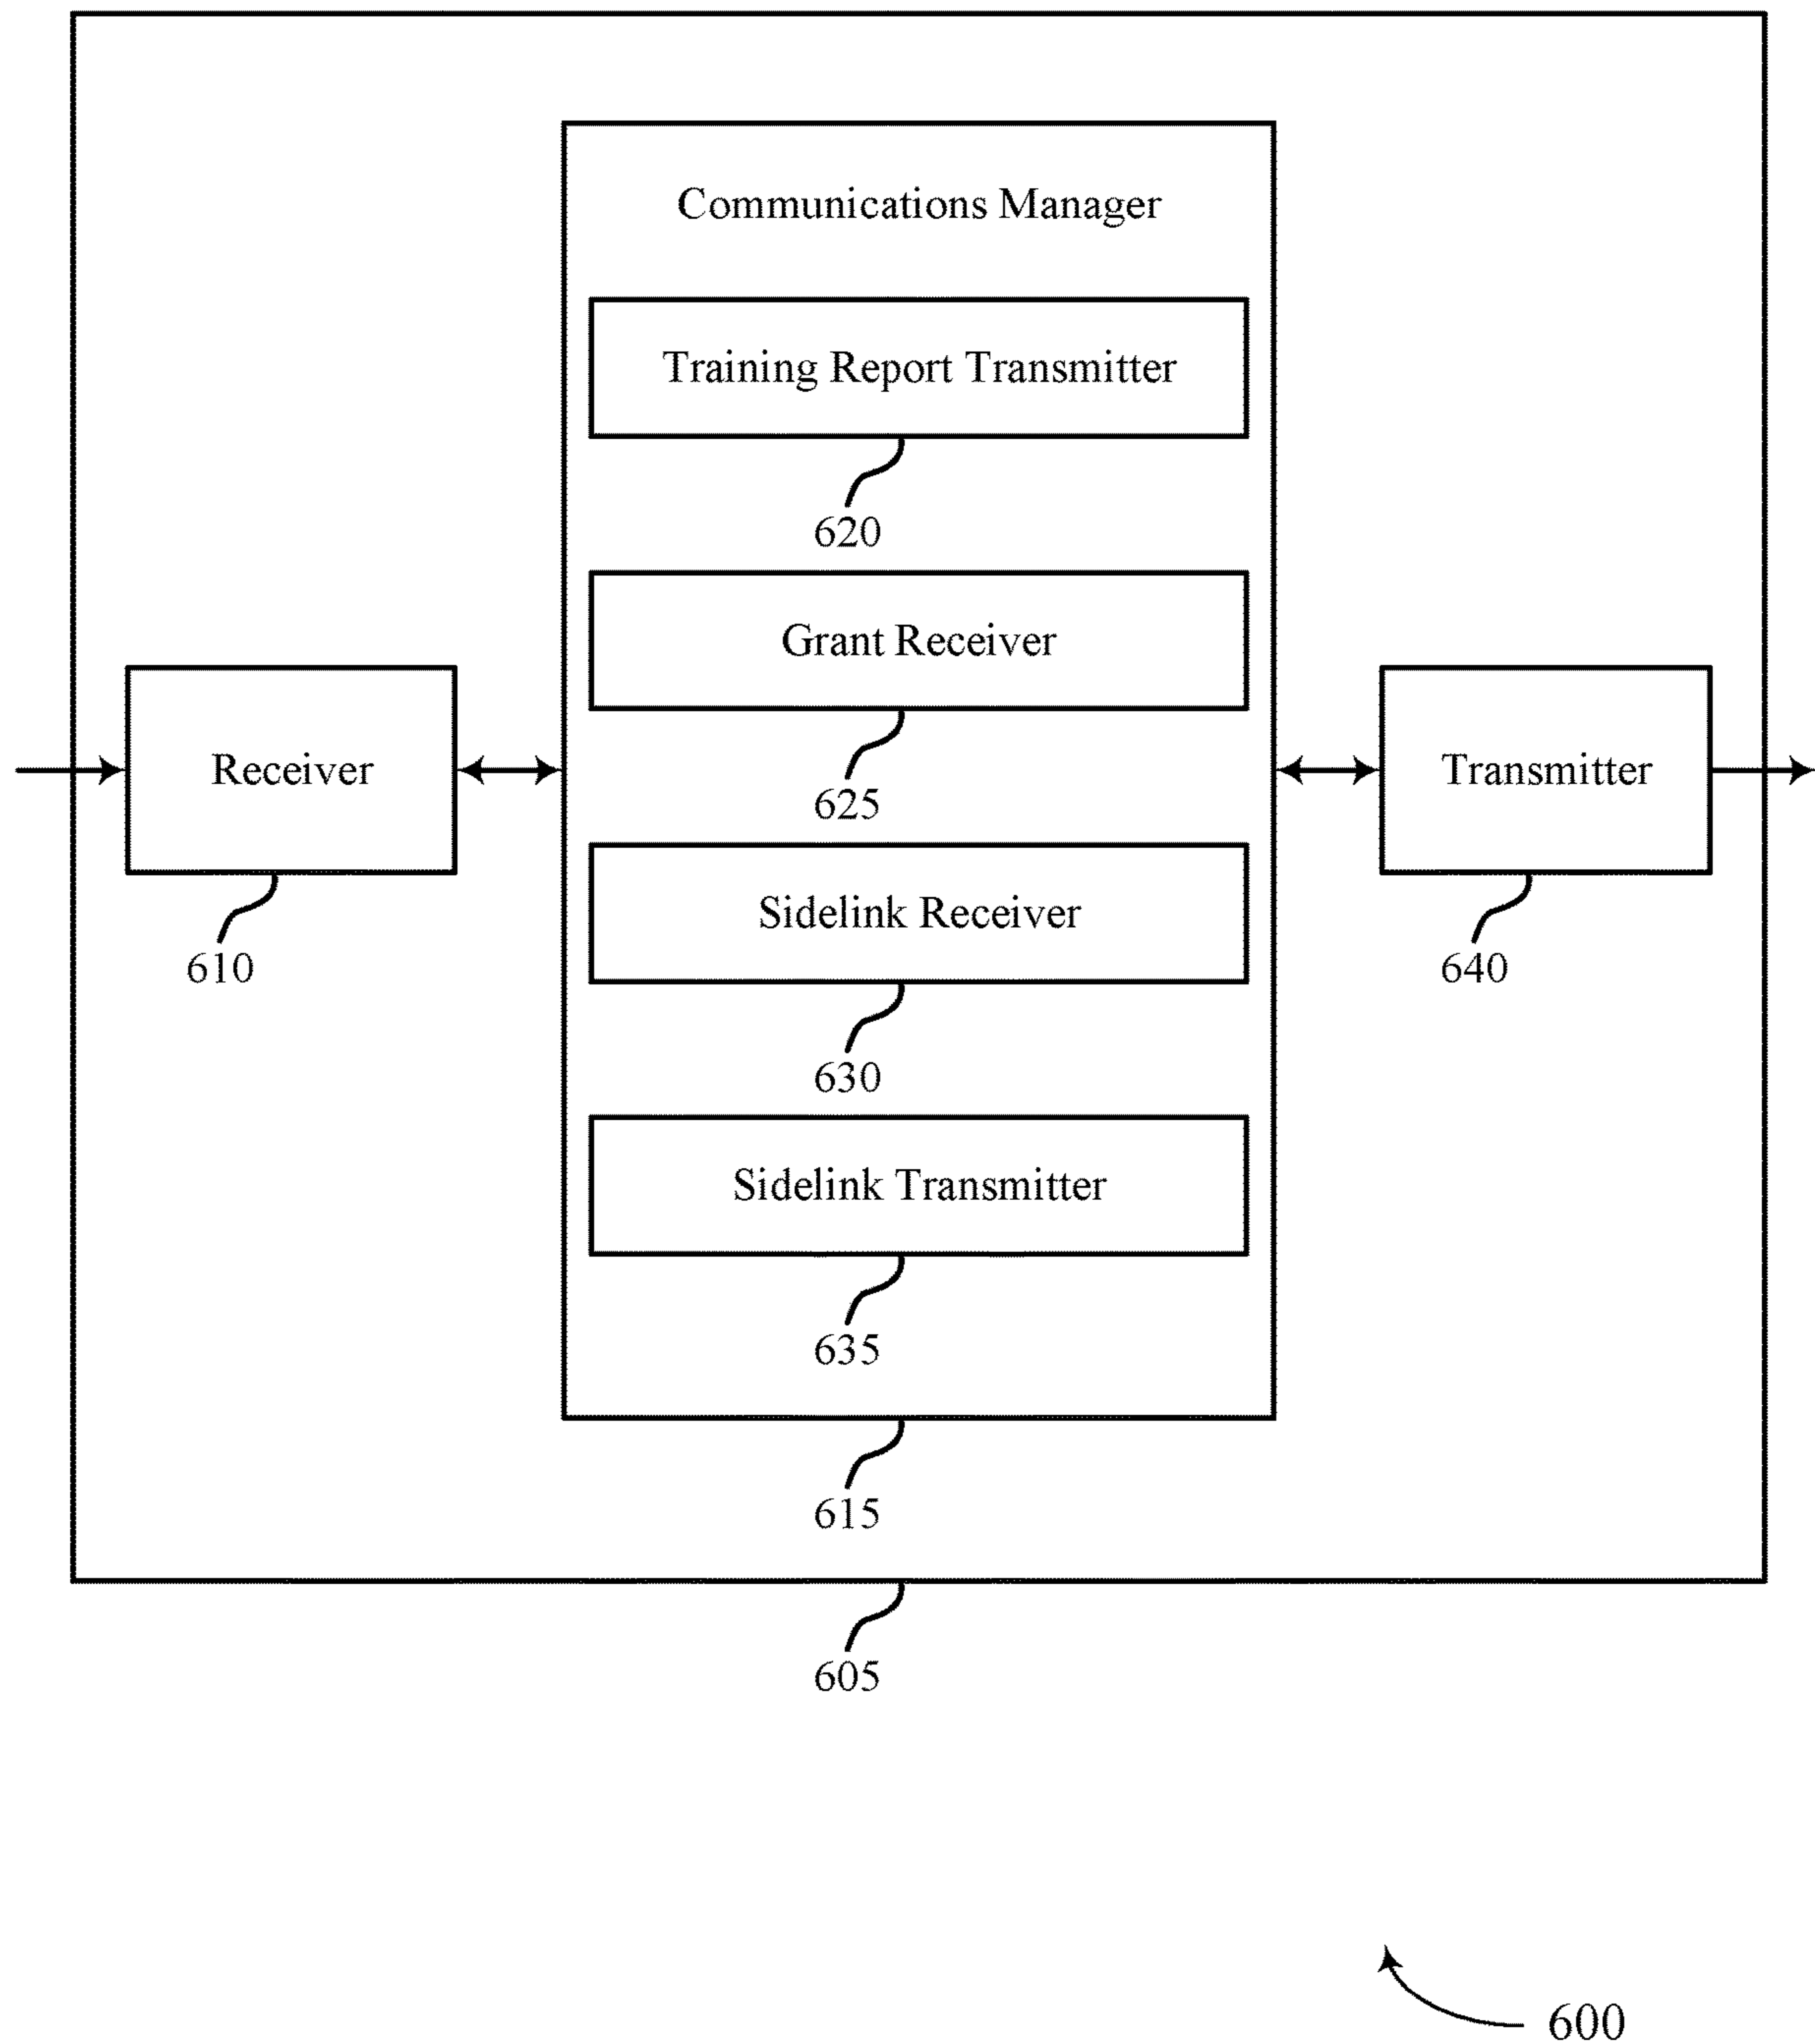 Communications Manager
Training Report Transmitter
620
Grant Receiver
625
Receiver
610
Sidelink Receiver
630
Transmitter
640
Sidelink Transmitter
635
615
605
600